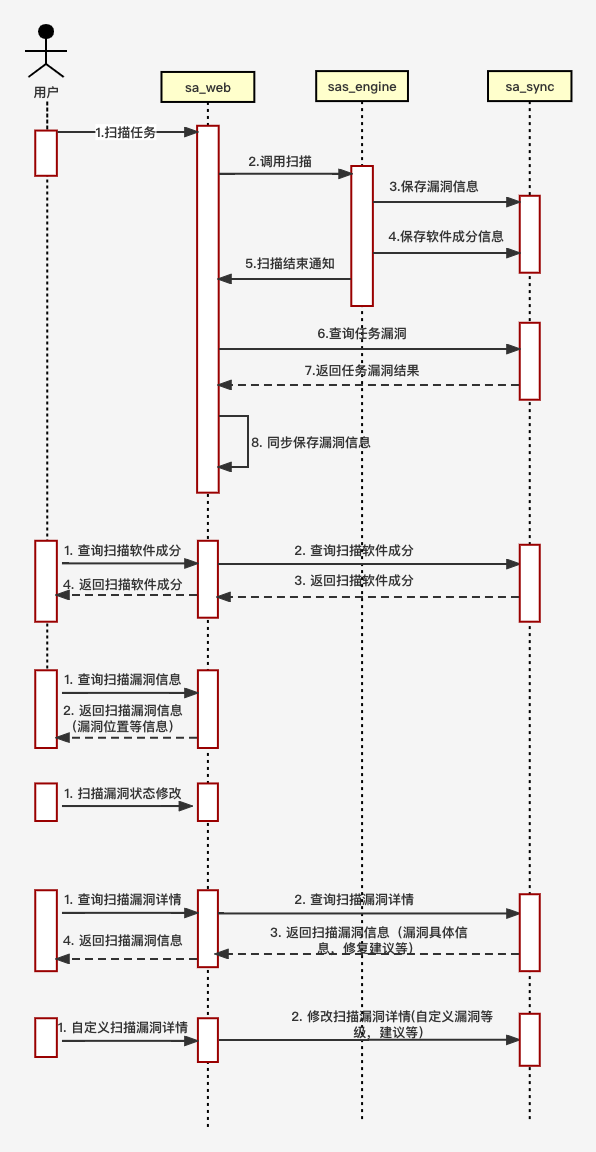 用户
sa_web
sas_engine
sa_sync
1.扫描任务
2.调用扫描
3.保存漏洞信息
4.保存软件成分信息
5.扫描结束通知
6.查询任务漏洞
7.返回任务漏洞结果
8. 同步保存漏洞信息
1. 查询扫描软件成分
2. 查询扫描软件成分
3. 返回扫描软件成分
4. 返回扫描软件成分
1. 查询扫描漏洞信息
2. 返回扫描漏洞信息
（漏洞位置等信息）
1. 扫描漏洞状态修改
1. 查询扫描漏洞详情
2. 查询扫描漏洞详情
3. 返回扫描漏洞信息（漏洞具体信
息，修复建议等）
4. 返回扫描漏洞信息
1. 自定义扫描漏洞详情
2. 修改扫描漏洞详情(自定义漏洞等
级，建议等）